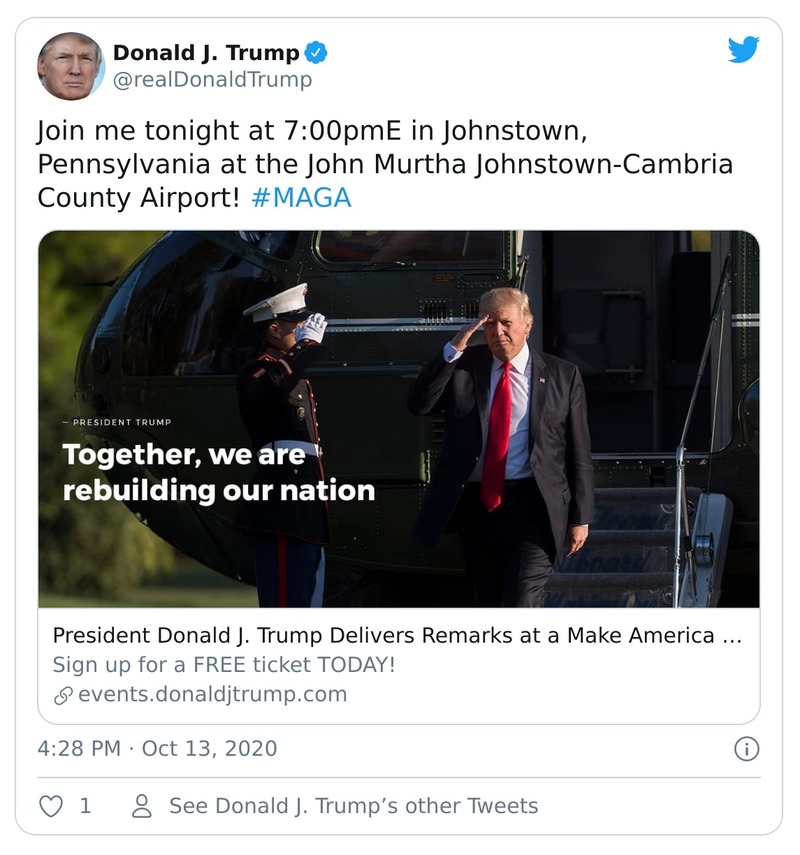 Donald J. Trump
@realDonaldTrump
Join me tonight at 7:00pmE in Johnstown,
Pennsylvania at the John Murtha Johnstown-Cambria
County Airport! #MAGA
– PRESIDENT TRUMP
Together, we are
rebuilding our nation
President Donald J. Trump Delivers Remarks at a Make America ...
Sign up for a FREE ticket TODAY!
events.donaldjtrump.com
4:28 PM · Oct 13, 2020
1
See Donald J. Trump’s other Tweets